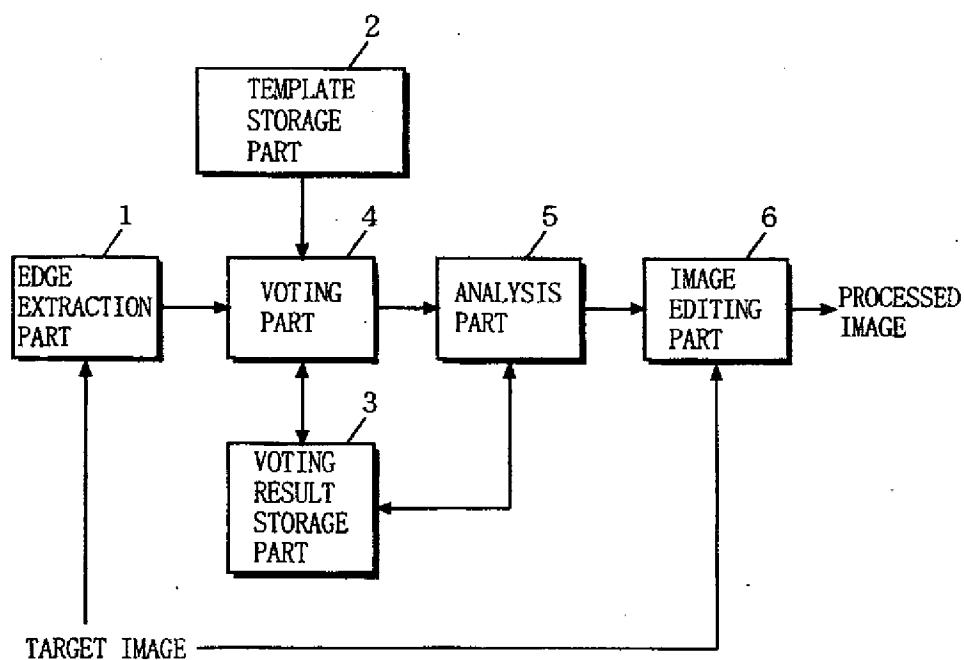 2
TEMPLATE
STORAGE
PART
1
EDGE
EXTRACTION
PART
4
VOTING
PART
5
ANALYSIS
PART
6
IMAGE
EDITING
PART
PROCESSED
IMAGE
3
VOTING
RESULT
STORAGE
PART
TARGET IMAGE